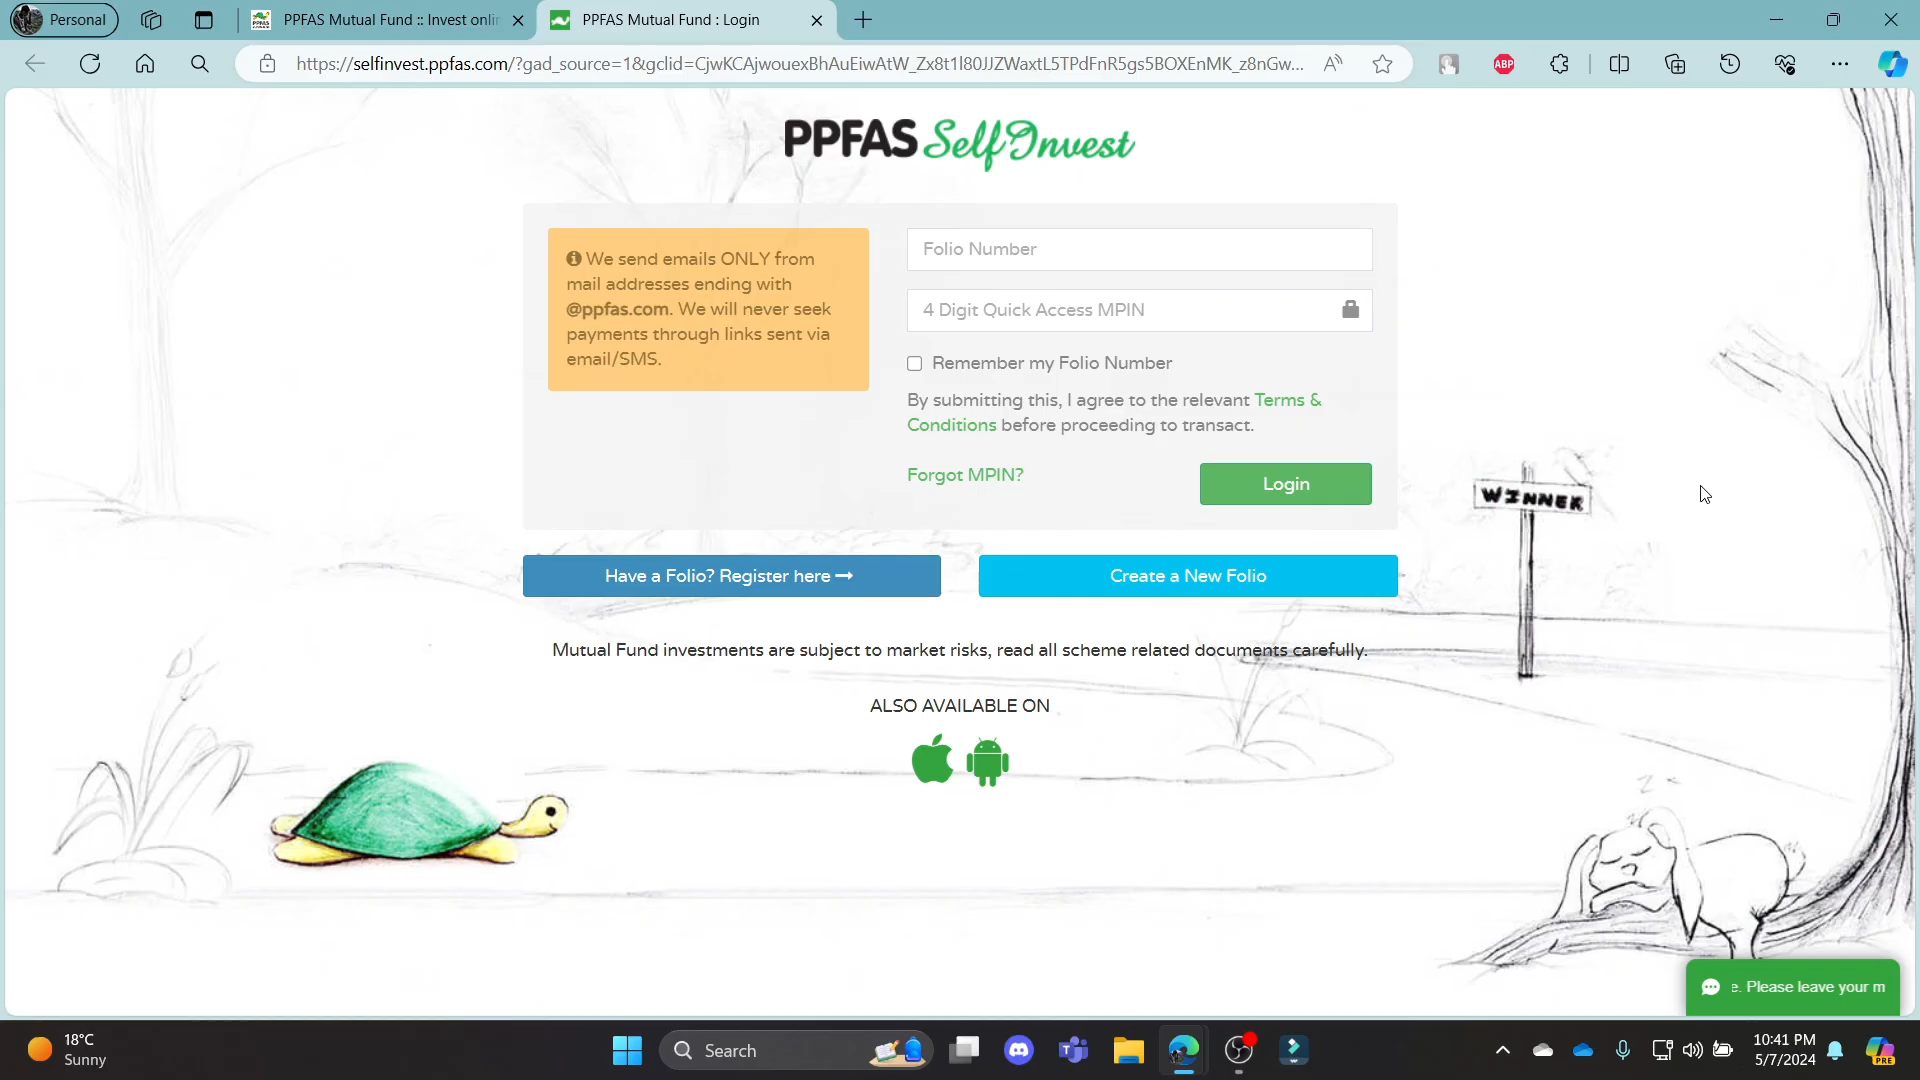 Personal
PPFAS Mutual Fund :: Invest onlin
PPFAS Mutual Fund : Login
https://selfinvest.ppfas.com/?gad_source=1&gclid=CjwKCAjwouexBhAuEiwAtW_Zx8t1l80JJZWaxtL5TPdFnR5gs5BOXEnMK_z8nGw...
ABP
PPFAS SelfInvest
We send emails ONLY from
mail addresses ending with
@ppfas.com. We will never seek
payments through links sent via
email/SMS.
Folio Number
4 Digit Quick Access MPIN
Remember my Folio Number
By submitting this, I agree to the relevant Terms &
Conditions before proceeding to transact.
Forgot MPIN?
Login
WINNER
Have a Folio? Register here
Create a New Folio
Mutual Fund investments are subject to market risks, read all scheme related documents carefully.
ALSO AVAILABLE ON
e. Please leave your m
18°C
Sunny
Search
10:41 PM
5/7/2024
PRE